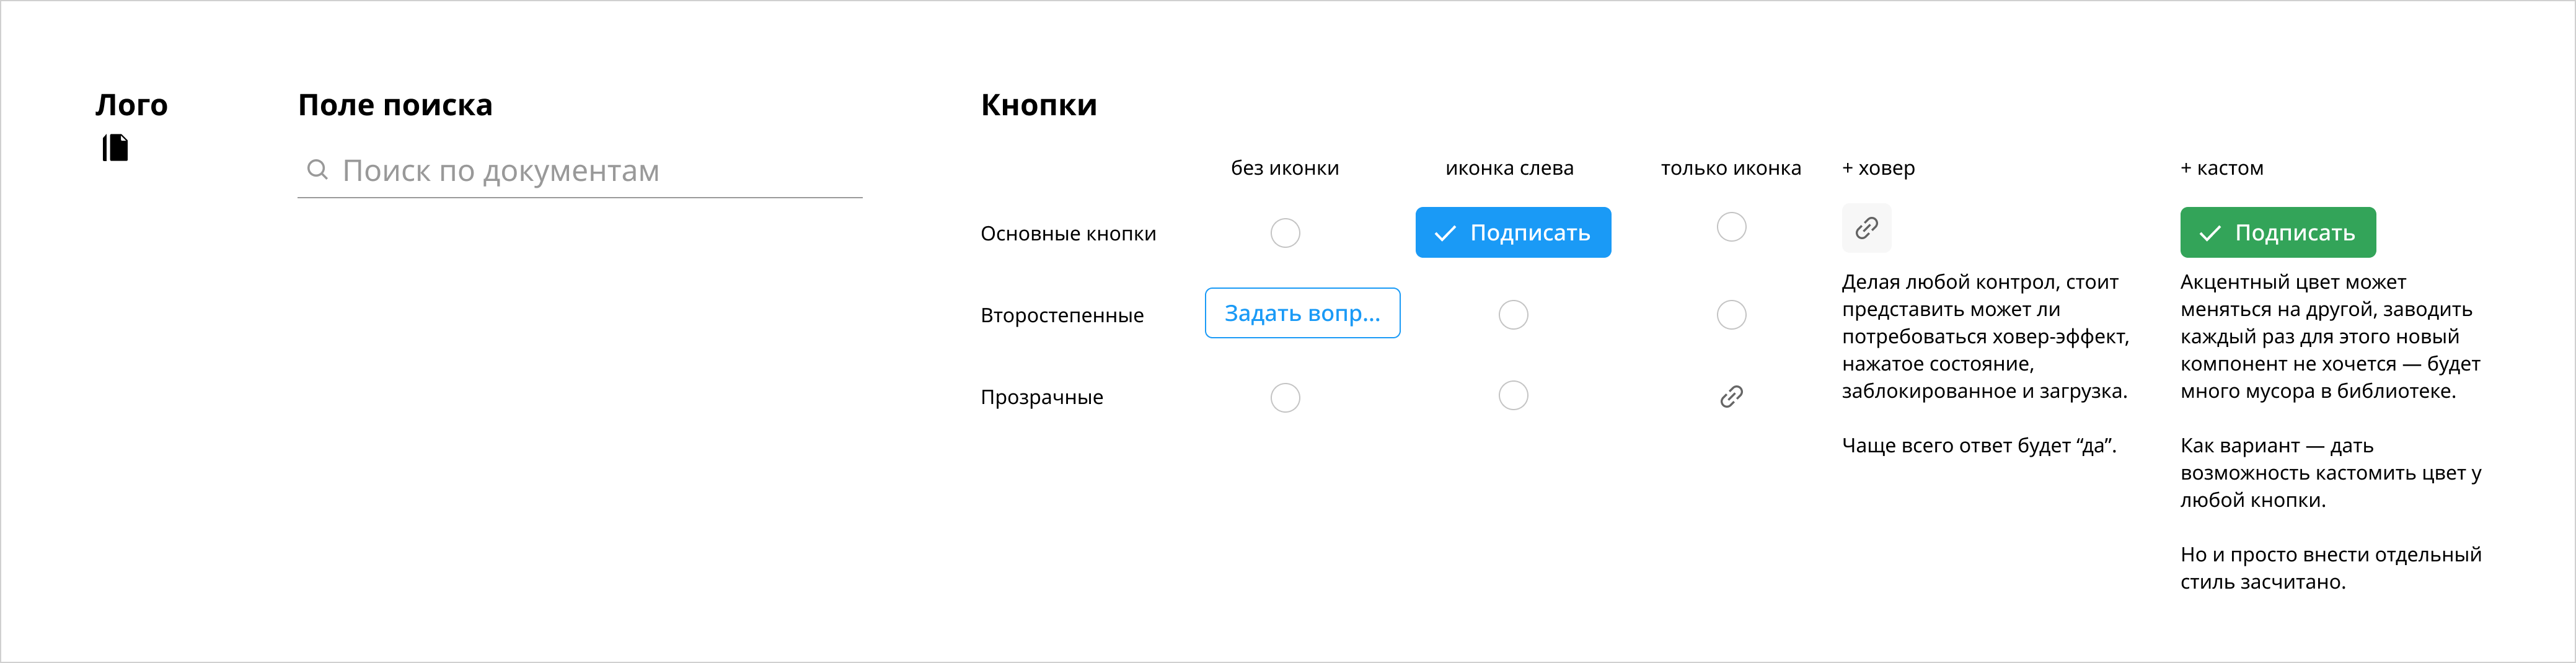 Лого
Поле поиска
Поиск по документам
Кнопки
без иконки
иконка слева
только иконка
+ ховер
+ кастом
Основные кнопки
Подписать
Подписать
Второстепенные
Задать вопр...
Прозрачные
Делая любой контрол, стоит
представить может ли
потребоваться ховер-эффект,
нажатое состояние,
заблокированное и загрузка.
Чаще всего ответ будет “да”.
Акцентный цвет может
меняться на другой, заводить
каждый раз для этого новый
компонент не хочется — будет
много мусора в библиотеке.
Как вариант — дать
возможность кастомить цвет у
любой кнопки.
Но и просто внести отдельный
стиль засчитано.